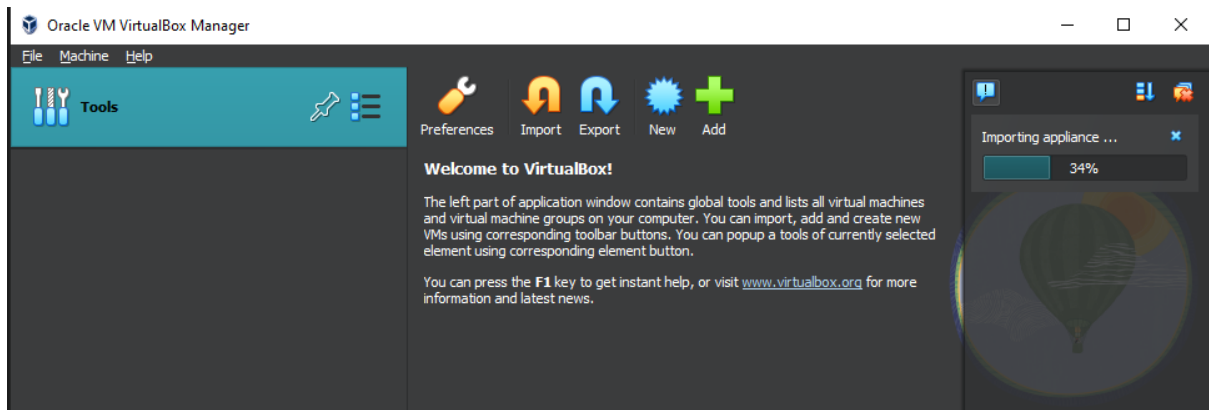 Oracle VM VirtualBox Manager
File Machine Help
Tools
Preferences Import Export New Add
Welcome to VirtualBox!
The left part of application window contains global tools and lists all virtual machines
and virtual machine groups on your computer. You can import, add and create new
VMs using corresponding toolbar buttons. You can popup a tools of currently selected
element using corresponding element button.
You can press the F1 key to get instant help, or visit www.virtualbox.org for more
information and latest news.
Importing appliance ...
34%